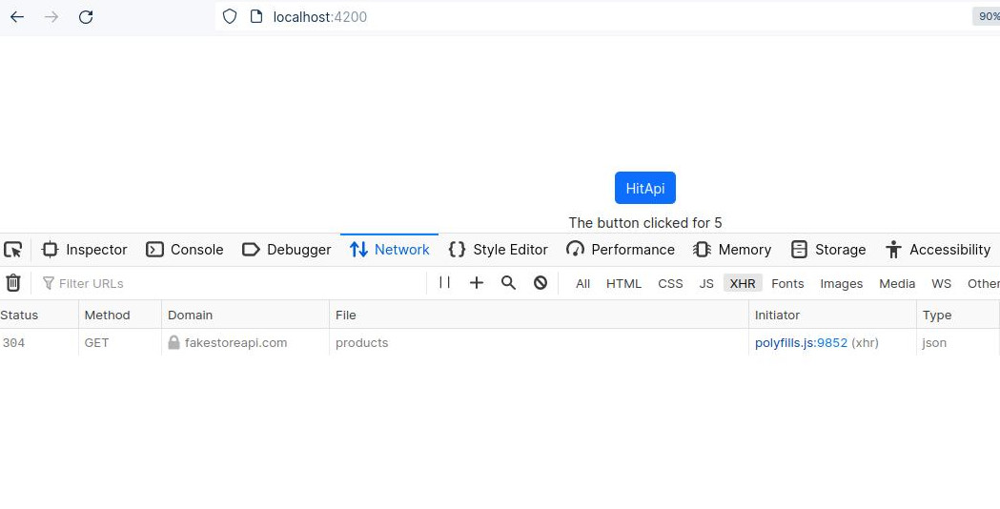 localhost:4200
90%
HitApi
The button clicked for 5
Inspector Console Debugger Network Style Editor Performance Memory Storage Accessibility
Filter URLs All HTML CSS JS XHR Fonts Images Media WS Other
Status Method Domain File Initiator Type
304 GET fakestoreapi.com products polyfills.js:9852 (xhr) json